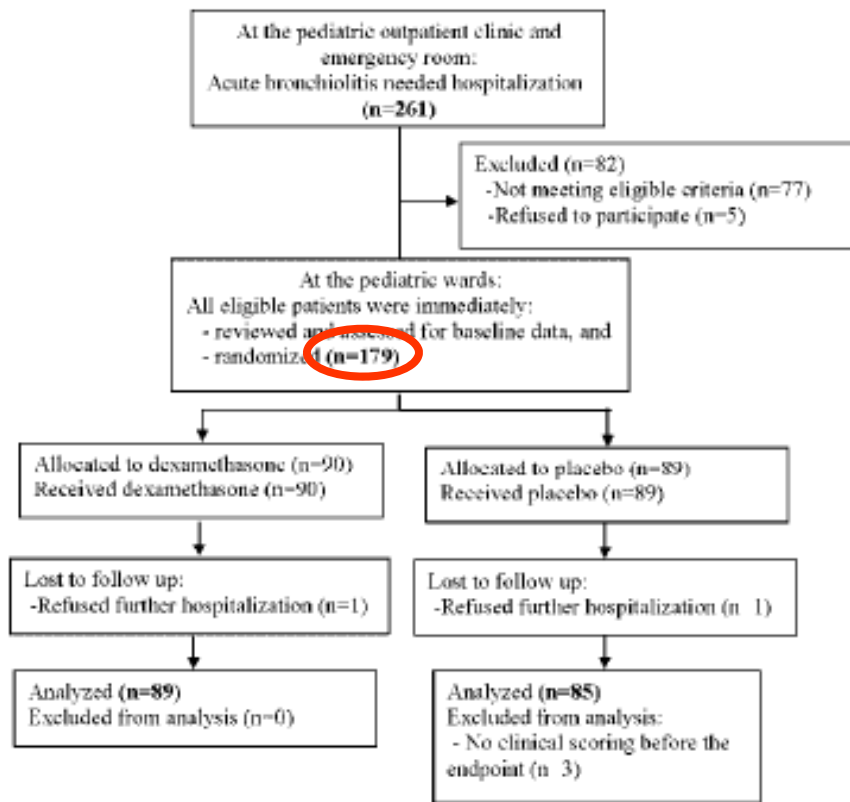 At the pediatric outpatient clinic and
emergency room:
Acute bronchiolitis needed hospitalization
(n=261)
Excluded (n=82)
-Not meeting eligible criteria (n=77)
-Refused to participate (n=5)
At the pediatric wards:
All eligible patients were immediately:
- reviewed and assessed for baseline data, and
- randomized (n=179)
Allocated to dexamethasone (n=90)
Received dexamethasone (n=90)
Allocated to placebo (n=89)
Received placebo (n=89)
Lost to follow up:
-Refused further hospitalization (n=1)
Lost to follow up:
-Refused further hospitalization (n 1)
Analyzed (n=89)
Excluded from analysis (n=0)
Analyzed (n=85)
Excluded from analysis:
- No clinical scoring before the
endpoint (n 3)